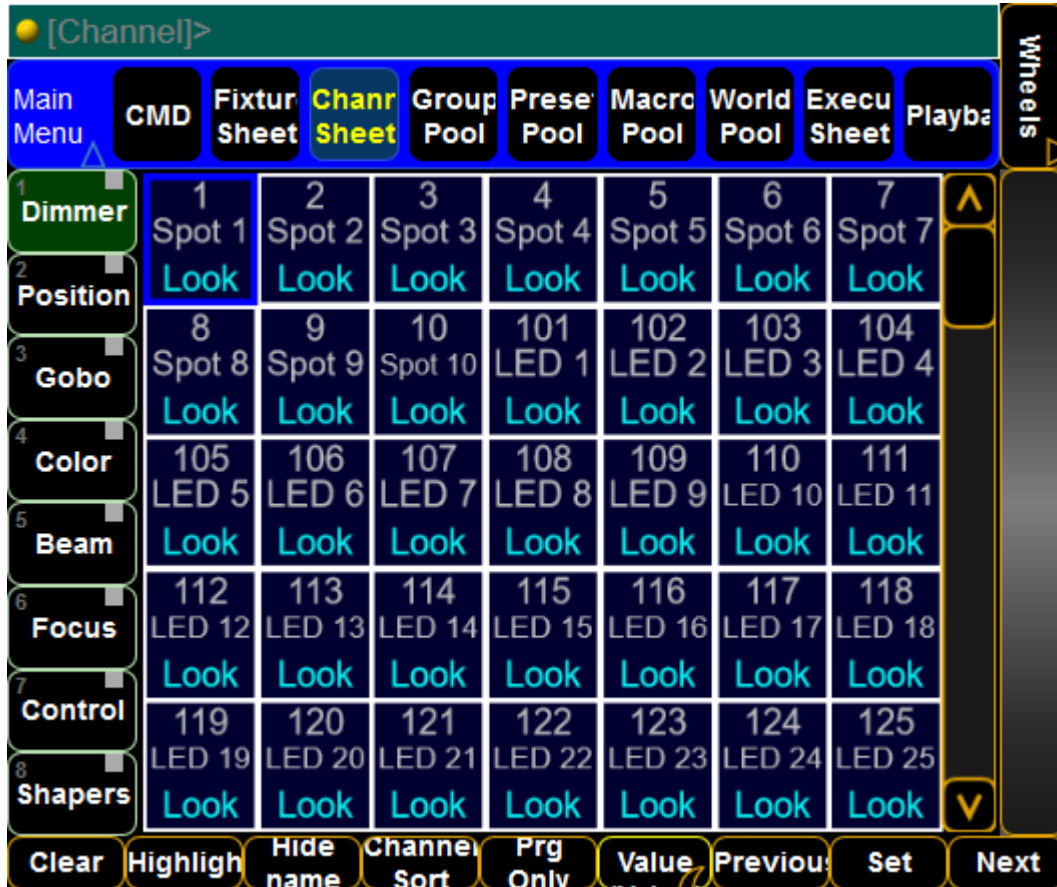 [Channel]>
Wheels
Main
Menu
CMD
Fixtur
Sheet
Chanr
Sheet
Group
Pool
Prese
Pool
Macro
Pool
World
Pool
Execu
Sheet
Playba
1
Dimmer
2
Position
3
Gobo
4
Color
5
Beam
6
Focus
7
Control
8
Shapers
1 2 3 4 5 6 7
Spot 1 Spot 2 Spot 3 Spot 4 Spot 5 Spot 6 Spot 7
Look Look Look Look Look Look Look
8 9 10 101 102 103 104
Spot 8 Spot 9 Spot 10 LED 1 LED 2 LED 3 LED 4
Look Look Look Look Look Look Look
105 106 107 108 109 110 111
LED 5 LED 6 LED 7 LED 8 LED 9 LED 10 LED 11
Look Look Look Look Look Look Look
112 113 114 115 116 117 118
LED 12 LED 13 LED 14 LED 15 LED 16 LED 17 LED 18
Look Look Look Look Look Look Look
119 120 121 122 123 124 125
LED 19 LED 20 LED 21 LED 22 LED 23 LED 24 LED 25
Look Look Look Look Look Look Look
Clear
Highligh
Hide
name
Channel
Sort
Prg
Only
Value
Previou
Set
Next